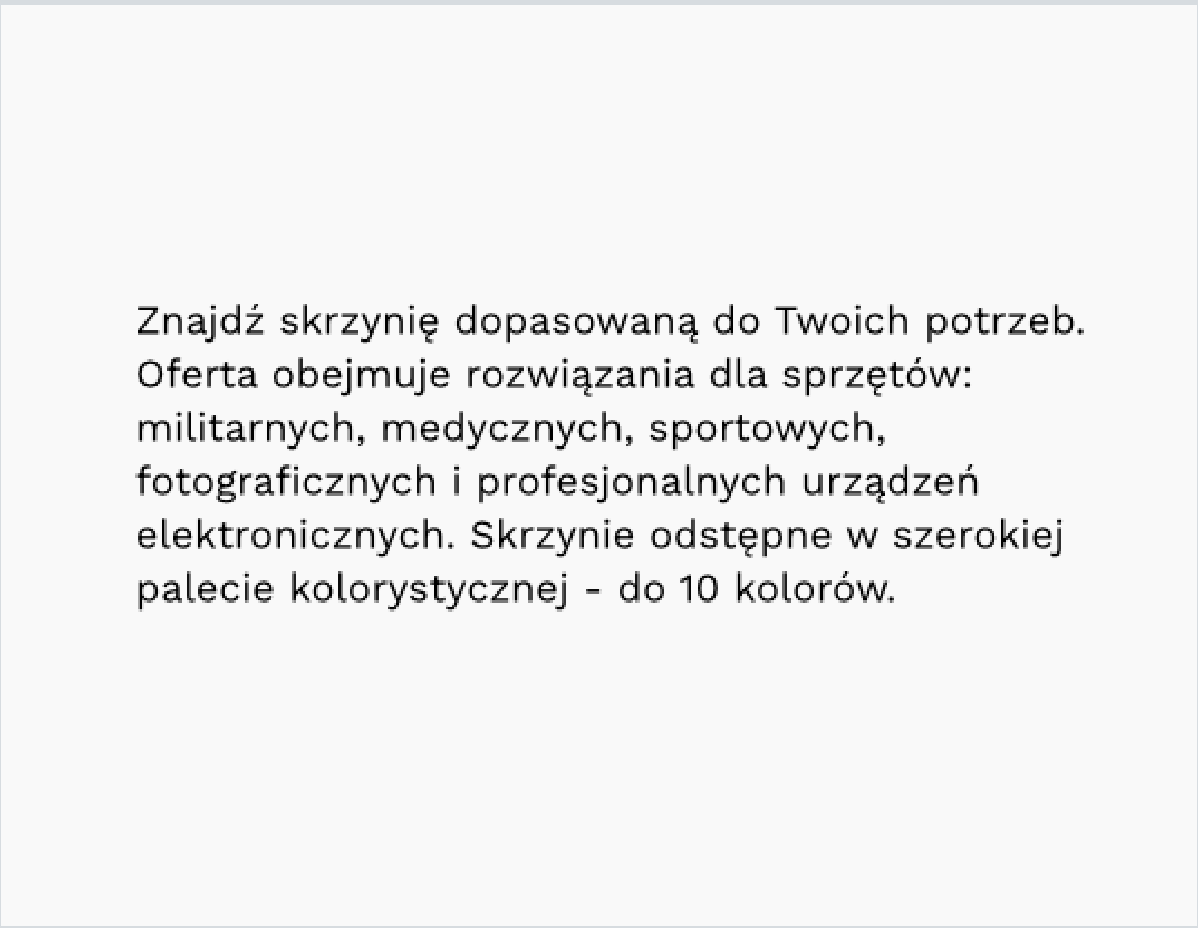 Znajdź skrzynię dopasowaną do Twoich potrzeb.
Oferta obejmuje rozwiązania dla sprzętów:
militarnych, medycznych, sportowych,
fotograficznych i profesjonalnych urządzeń
elektronicznych. Skrzynie odstępne w szerokiej
palecie kolorystycznej - do 10 kolorów.